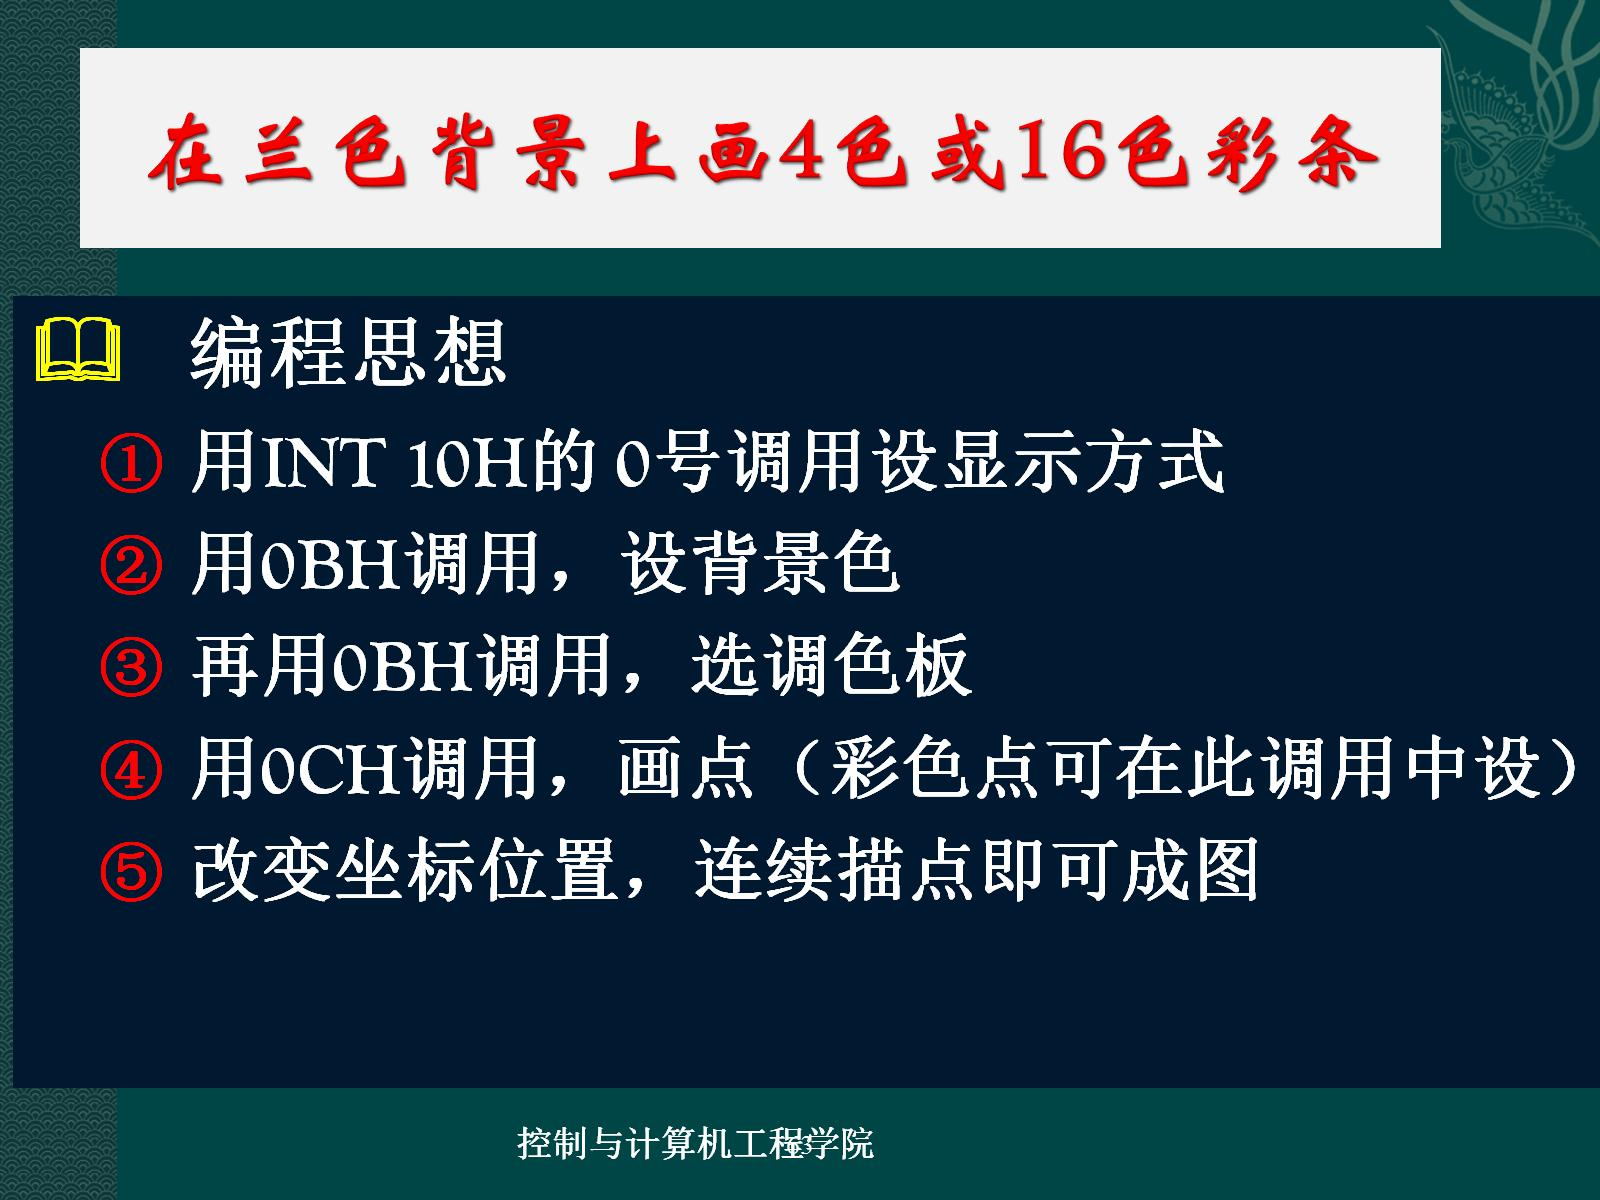 在兰色背景上画4色或16色彩条
编程思想
① 用INT 10H的 0号调用设显示方式
② 用0BH调用，设背景色
③ 再用0BH调用，选调色板
④ 用0CH调用，画点（彩色点可在此调用中设）
⑤ 改变坐标位置，连续描点即可成图
控制与计算机工程学院